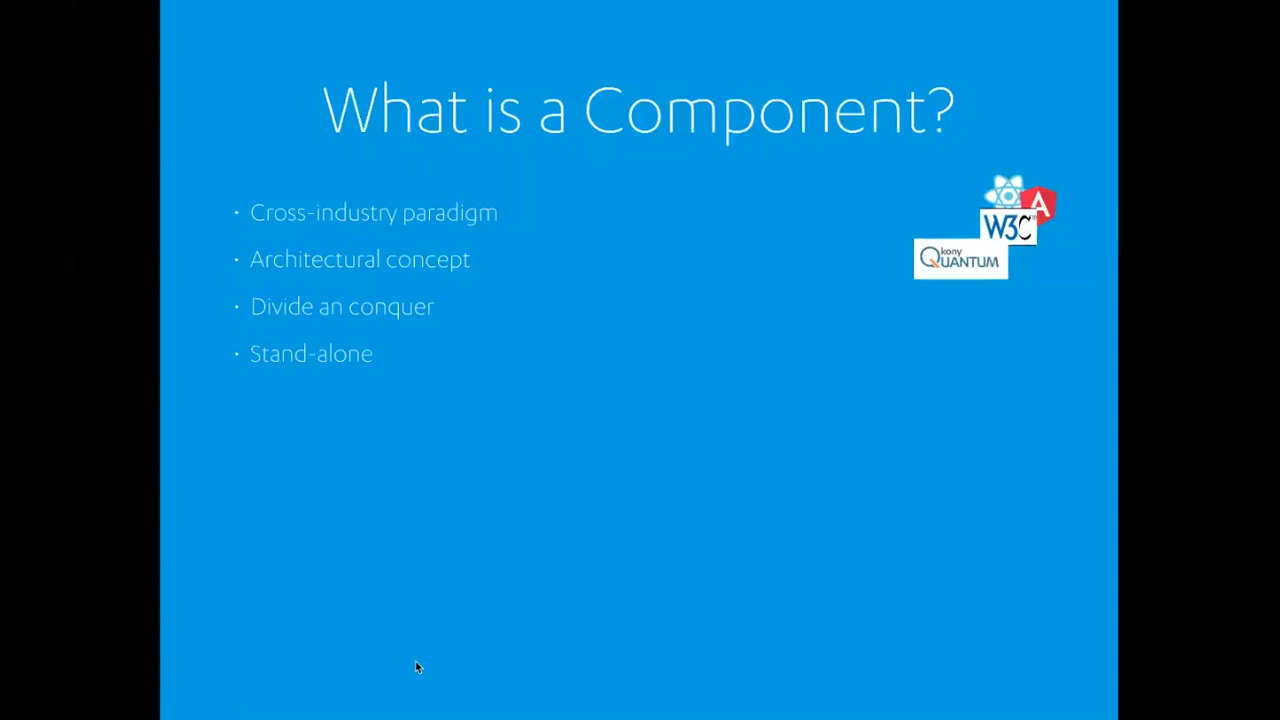 What is a Component?
· Cross-industry paradigm
· Architectural concept
· Divide an conquer
· Stand-alone
A
W3C®
kony
QUANTUM